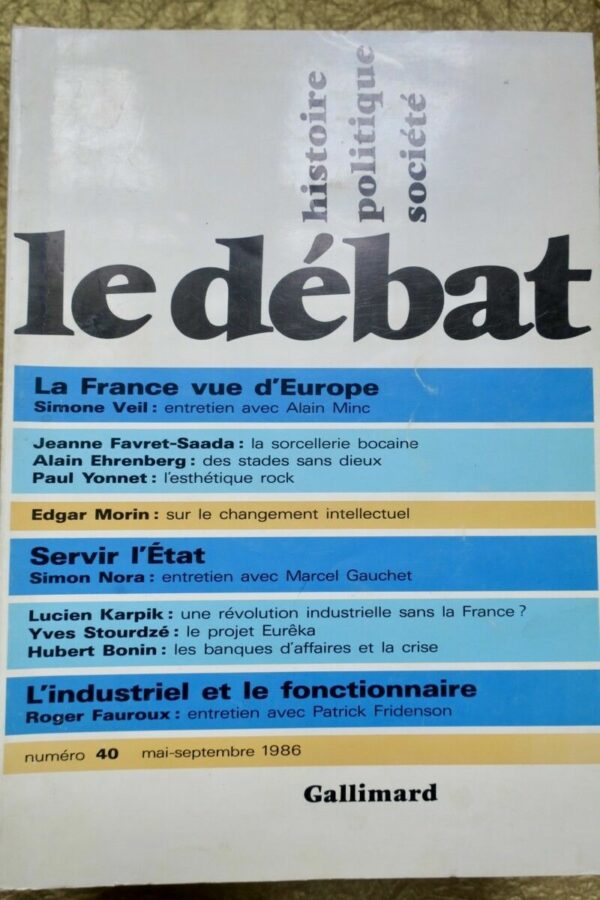 histoire
politique
société
le débat
La France vue d'Europe
Simone Veil : entretien avec Alain Minc
Jeanne Favret-Saada : la sorcellerie bocaine
Alain Ehrenberg : des stades sans dieux
Paul Yonnet : l'esthétique rock
Edgar Morin : sur le changement intellectuel
Servir l'État
Simon Nora : entretien avec Marcel Gauchet
Lucien Karpik : une révolution industrielle sans la France ?
Yves Stourdzé : le projet Eurêka
Hubert Bonin : les banques d'affaires et la crise
L'industriel et le fonctionnaire
Roger Fauroux : entretien avec Patrick Fridenson
numéro 40 mai-septembre 1986
Gallimard